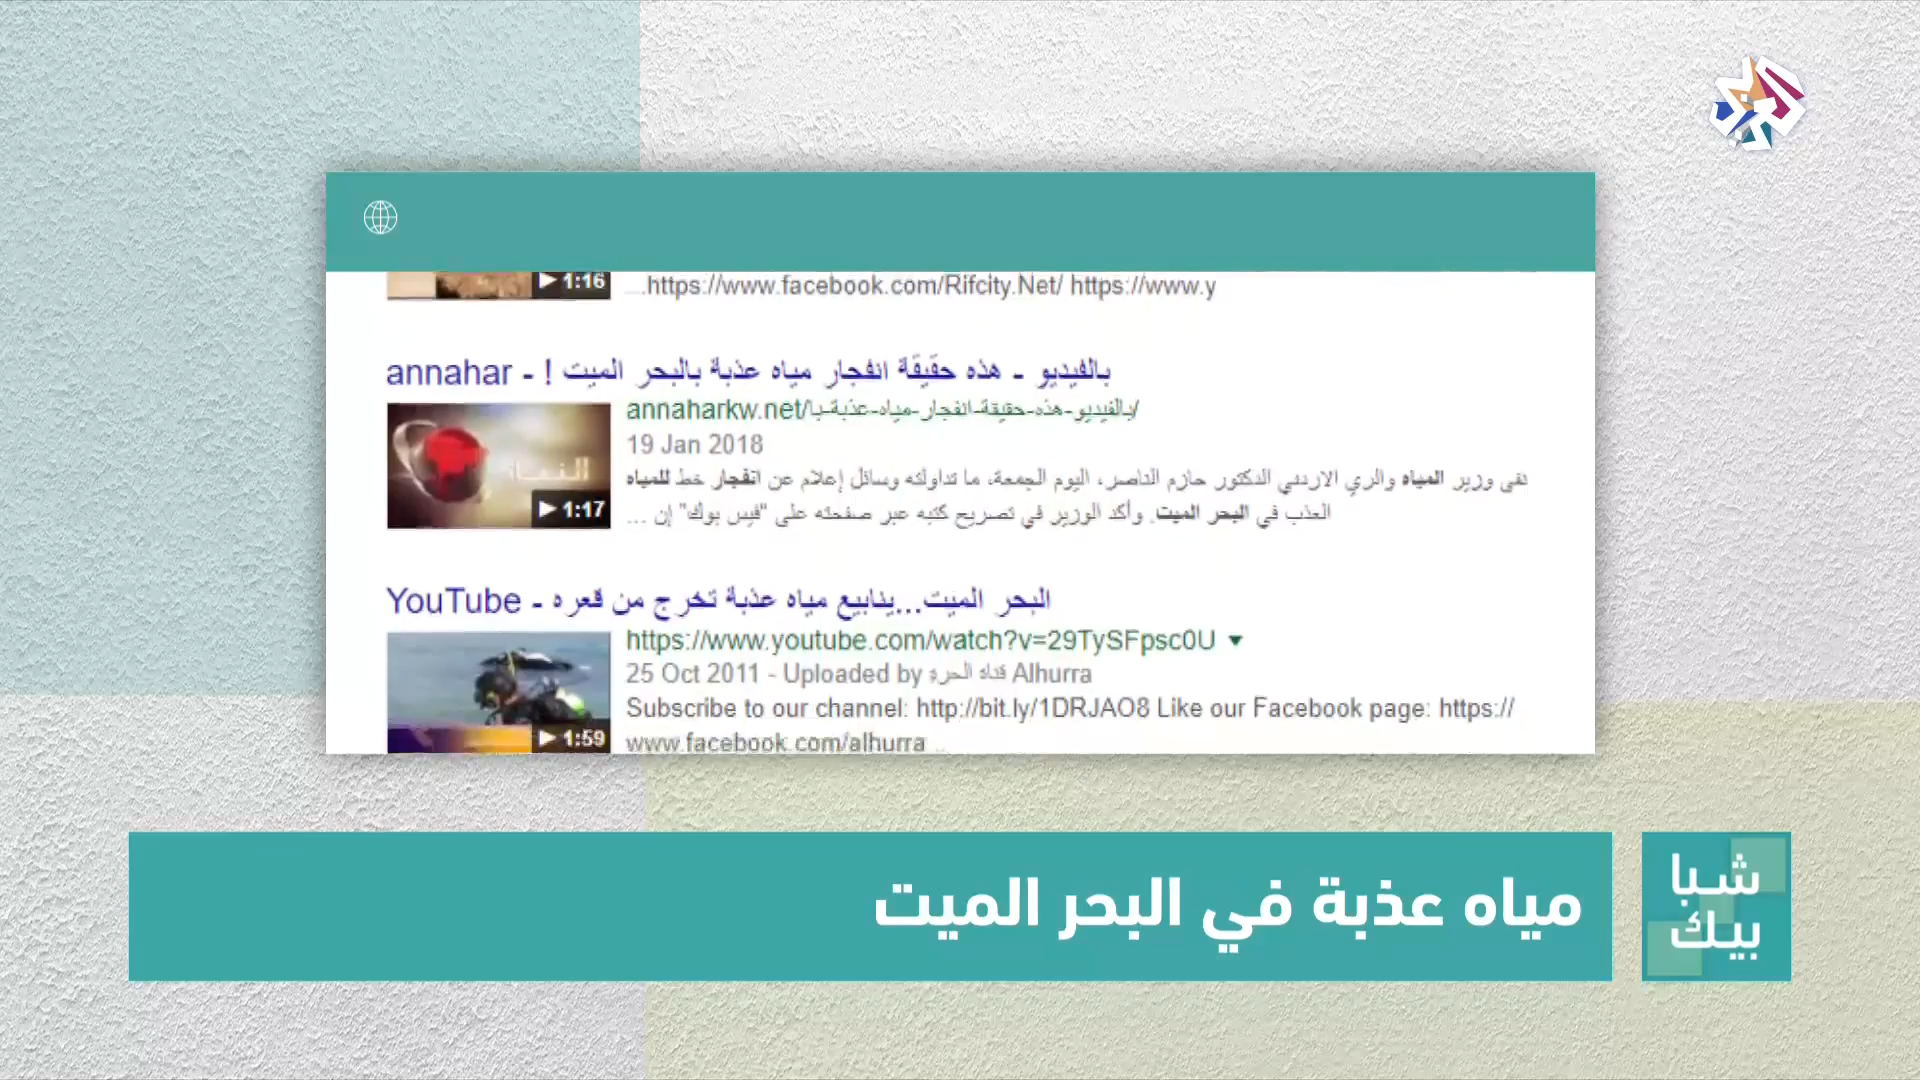 1:16
...https://www.facebook.com/Rifcity.Net/ https://www.y
بالفيديو - هذه حقيقة انفجار مياه عذبة بالبحر الميت ! - annahar
annaharkw.net/بالفيديو-هذه-حقيقة-انفجار-مياه-عذبة-با/
19 Jan 2018
نفى وزير المياه والري الاردني الدكتور حازم الناصر، اليوم الجمعة، ما تداولته وسائل إعلام عن انفجار خط للمياه
العذب في البحر الميت. وأكد الوزير في تصريح كتبه عبر صفحته على "فيس بوك" إن ...
1:17
البحر الميت...ينابيع مياه عذبة تخرج من قعره - YouTube
https://www.youtube.com/watch?v=29TySFpsc0U
25 Oct 2011 - Uploaded by قناة الحرة Alhurra
Subscribe to our channel: http://bit.ly/1DRJAO8 Like our Facebook page: https://
www.facebook.com/alhurra ...
1:59
مياه عذبة في البحر الميت
شبا
بيك